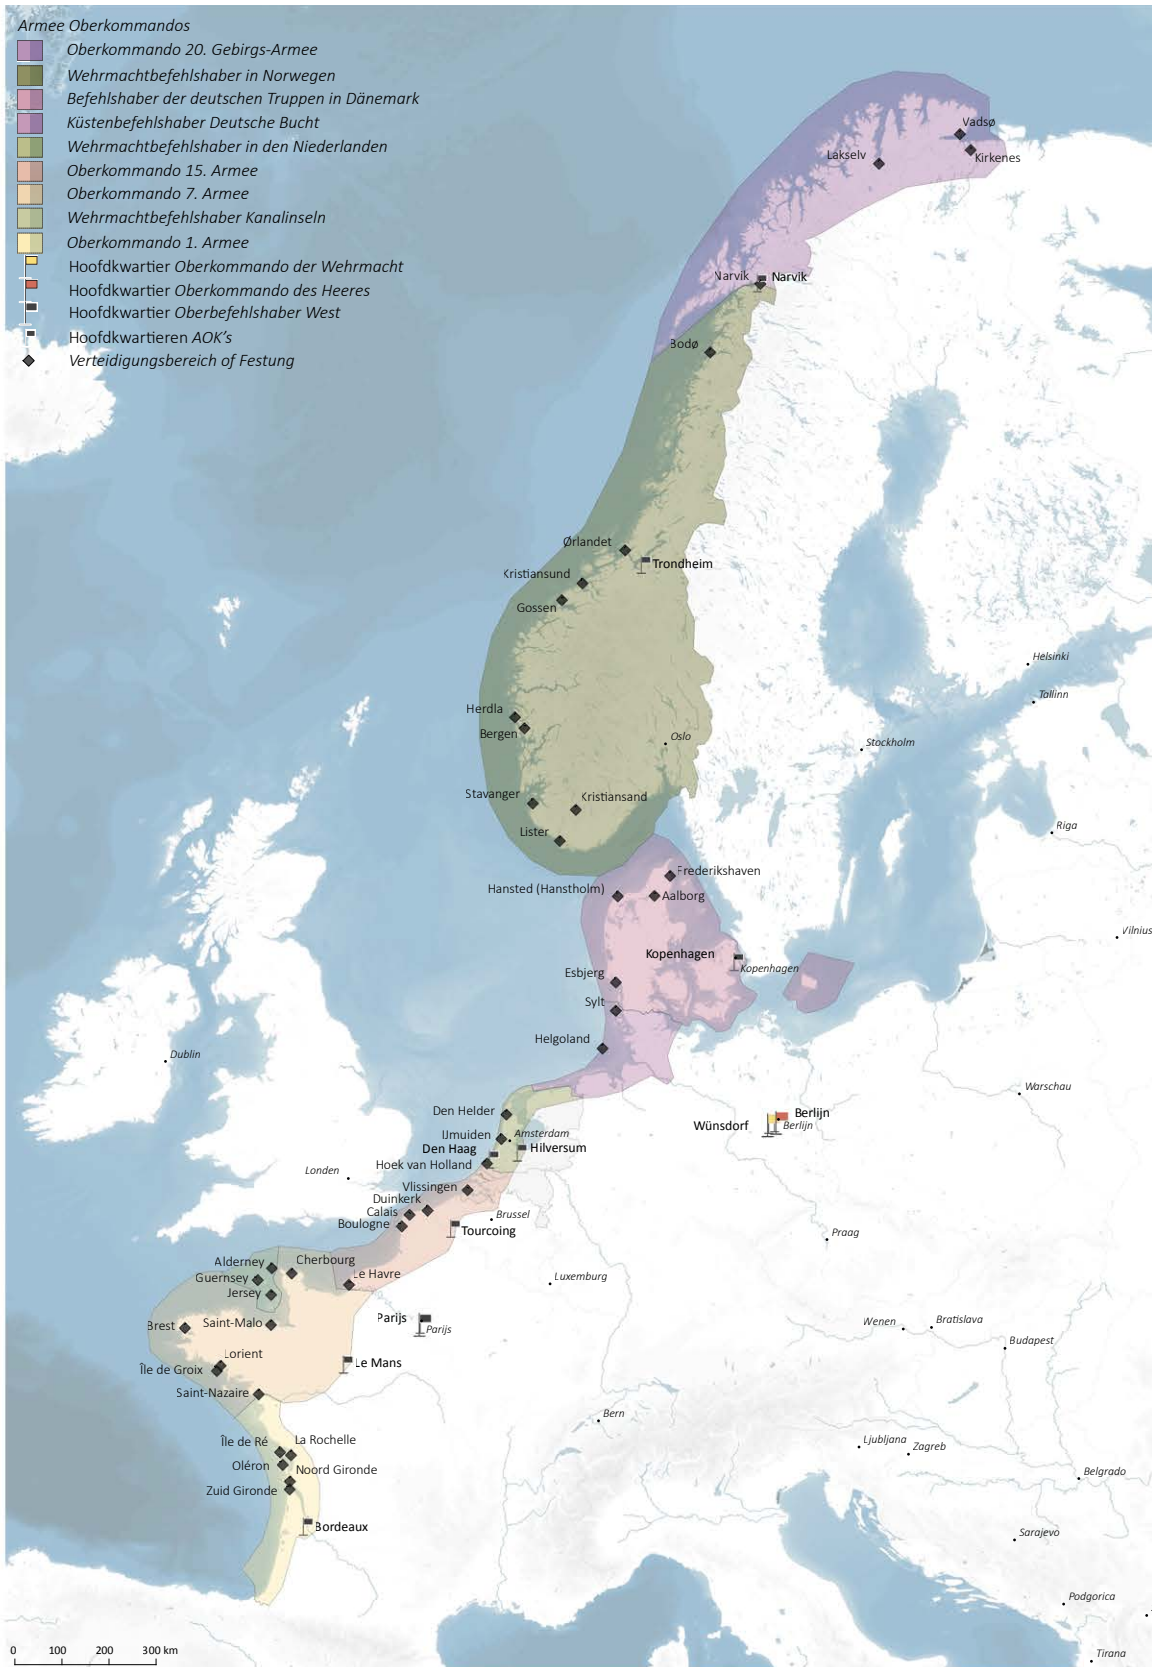 Armee Oberkommandos
Oberkommando 20. Gebirgs-Armee
Wehrmachtbefehlshaber in Norwegen
Befehlshaber der deutschen Truppen in Dänemark
Küstenbefehlshaber Deutsche Bucht
Wehrmachtbefehlshaber in den Niederlanden
Oberkommando 15. Armee
Oberkommando 7. Armee
Wehrmachtbefehlshaber Kanalinseln
Oberkommando 1. Armee
Hoofdkwartier Oberkommando der Wehrmacht
Hoofdkwartier Oberkommando des Heeres
Hoofdkwartier Oberbefehlshaber West
Hoofdkwartieren AOK's
Verteidigungsbereich of Festung
Vadsø
Lakselv
Kirkenes
Narvik
Narvik
Bodø
Ørlandet
Trondheim
Kristiansund
Gossen
Helsinki
Tallinn
Herdla
Bergen
Oslo
Stockholm
Stavanger
Kristiansand
Lister
Riga
Frederikshaven
Hansted (Hanstholm)
Aalborg
Vilnius
Kopenhagen
Kopenhagen
Esbjerg
Sylt
Helgoland
Dublin
Warschau
Den Helder
Berlijn
Wünsdorf
Berlijn
IJmuiden
Amsterdam
Den Haag
Hilversum
Hoek van Holland
Londen
Vlissingen
Duinkerk
Calais
Brussel
Boulogne
Tourcoing
Praag
Alderney
Cherbourg
Guernsey
Le Havre
Luxemburg
Jersey
Brest
Saint-Malo
Parijs
Parijs
Wenen
Bratislava
Budapest
Lorient
Île de Groix
Le Mans
Saint-Nazaire
Bern
Île de Ré
La Rochelle
Ljubljana
Zagreb
Oléron
Noord Gironde
Belgrado
Zuid Gironde
Bordeaux
Sarajevo
Podgorica
Tirana
0 100 200 300 km